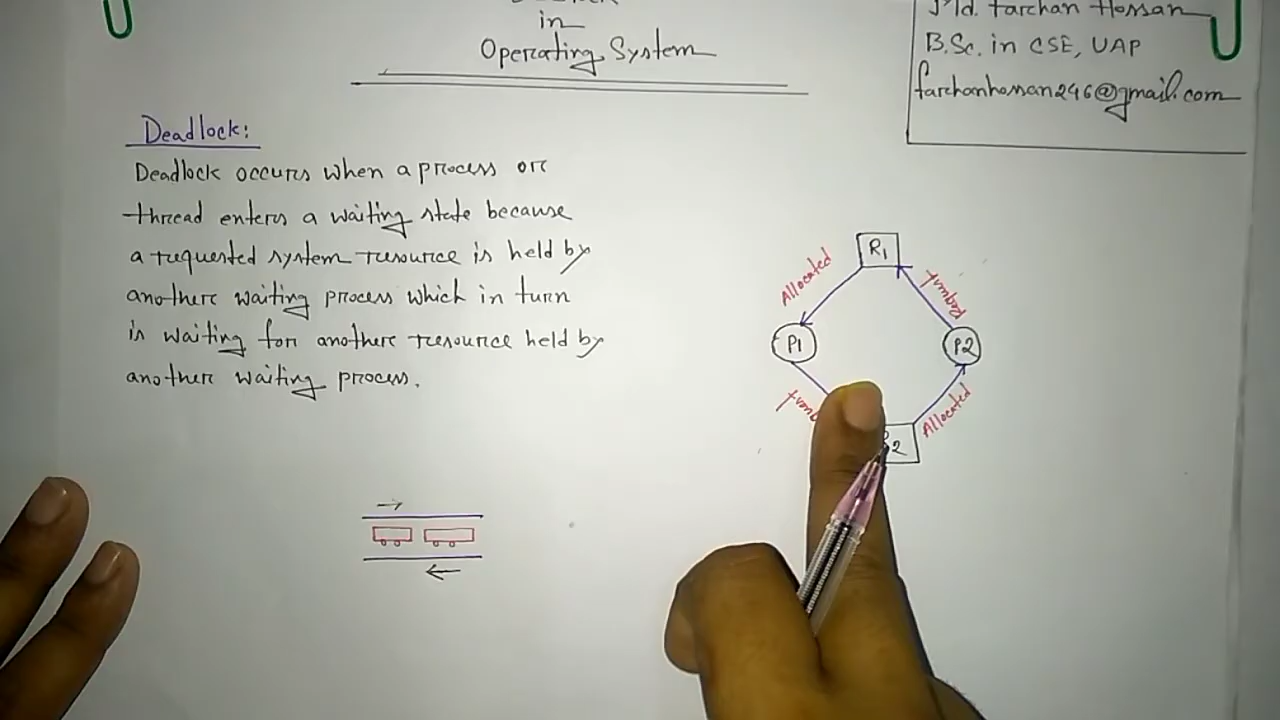 in
Operating System
Md. Farhan Hossan
B.Sc. in CSE, UAP
farhanhossan246@gmail.com
Deadlock:
Deadlock occurs when a process or
thread enters a waiting state because
a requested system resource is held by
another waiting process which in turn
is waiting for another resource held by
another waiting process.
R1
Allocated
Request
P1
P2
Allocated
2